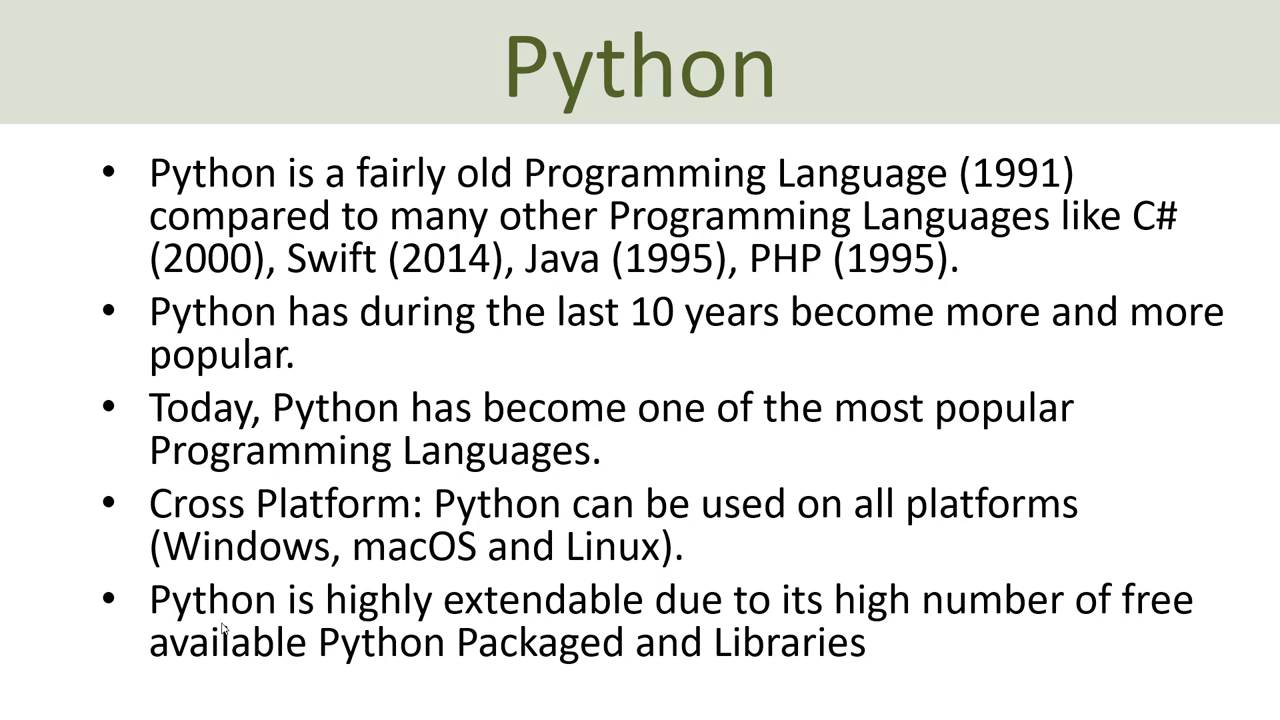 Python
• Python is a fairly old Programming Language (1991)
compared to many other Programming Languages like C#
(2000), Swift (2014), Java (1995), PHP (1995).
• Python has during the last 10 years become more and more
popular.
• Today, Python has become one of the most popular
Programming Languages.
• Cross Platform: Python can be used on all platforms
(Windows, macOS and Linux).
• Python is highly extendable due to its high number of free
available Python Packaged and Libraries